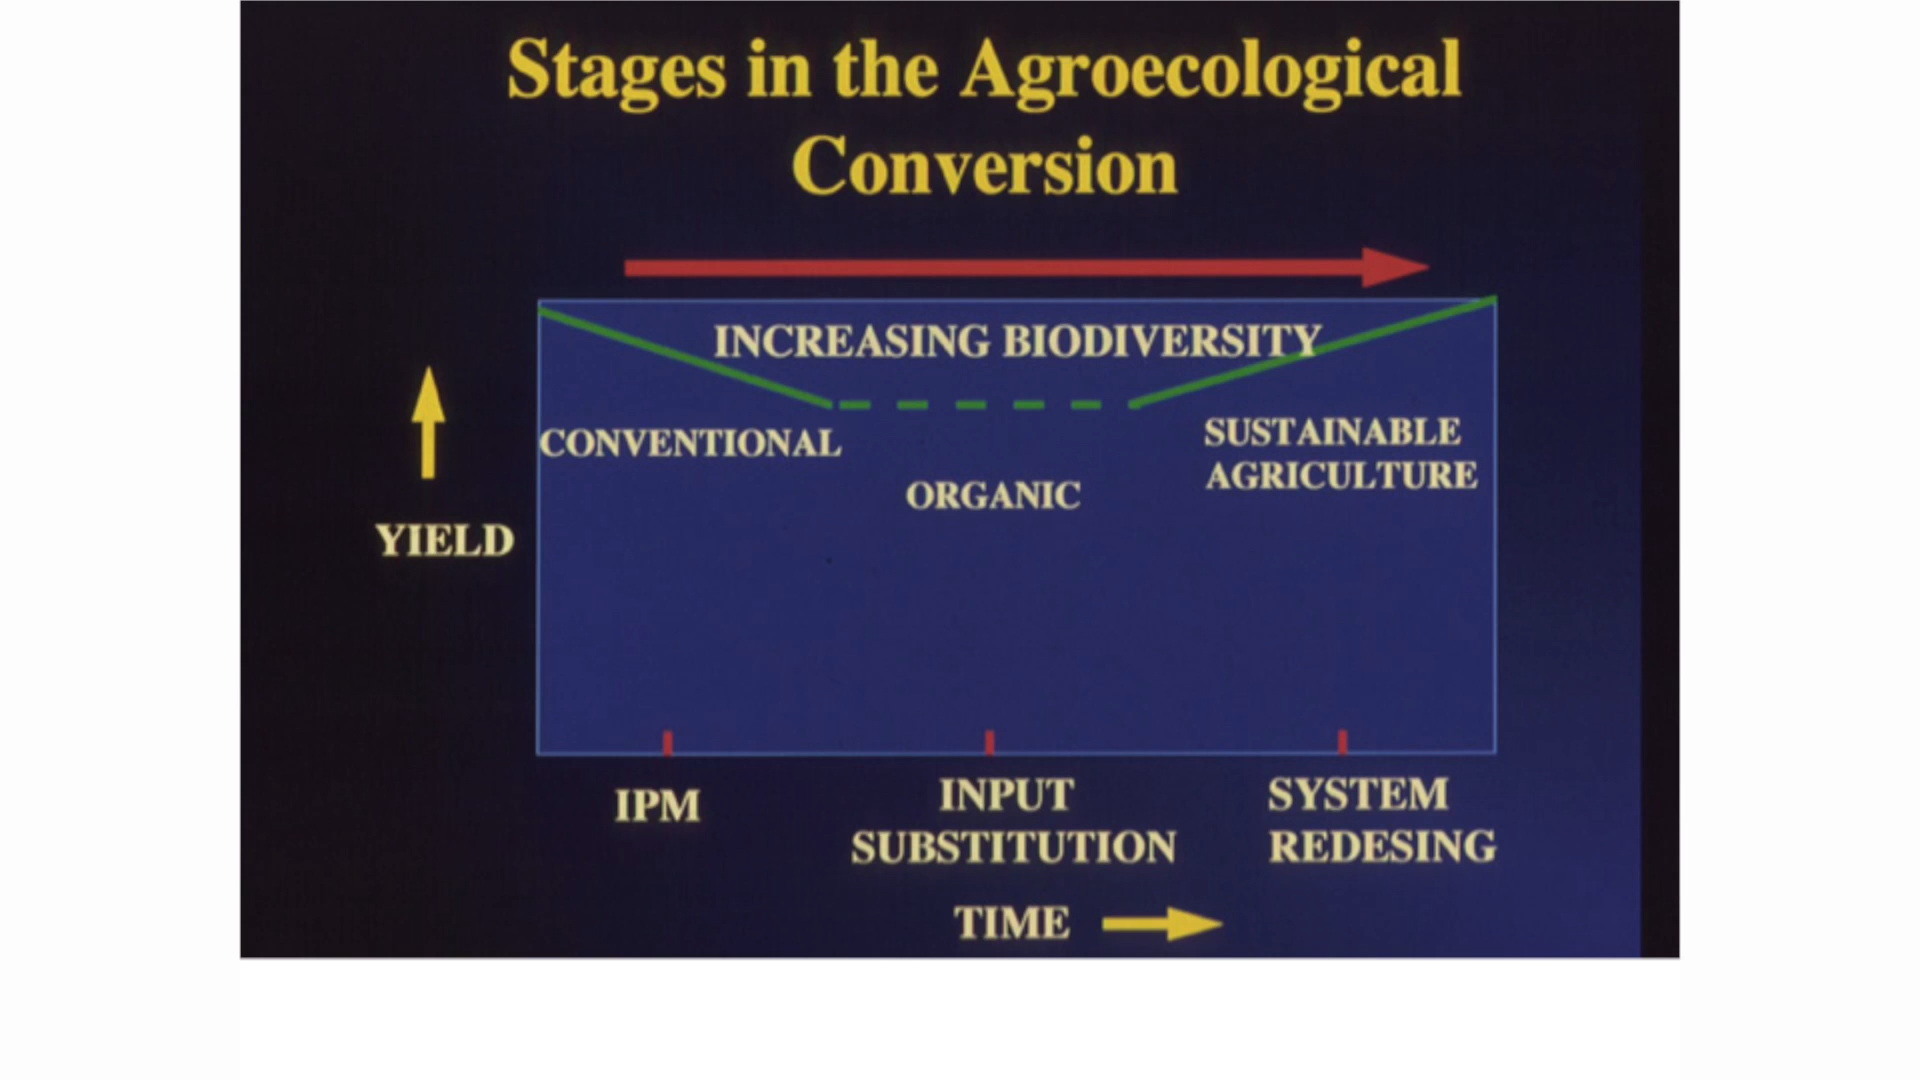 Stages in the Agroecological
Conversion
INCREASING BIODIVERSITY
CONVENTIONAL
ORGANIC
SUSTAINABLE
AGRICULTURE
YIELD
IPM
INPUT
SUBSTITUTION
SYSTEM
REDESING
TIME